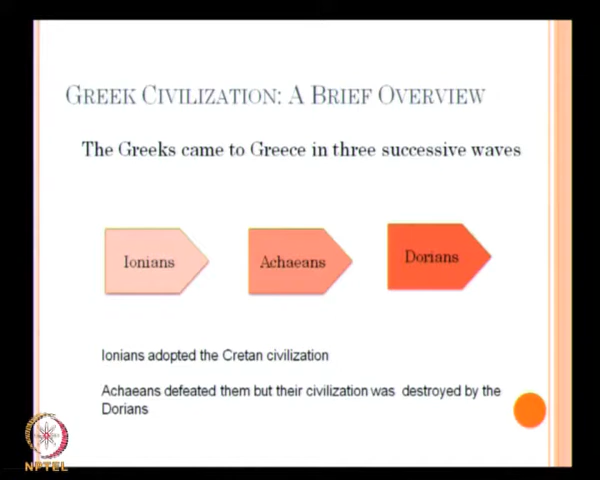 GREEK CIVILIZATION: A BRIEF OVERVIEW
The Greeks came to Greece in three successive waves
Ionians
Achaeans
Dorians
Ionians adopted the Cretan civilization
Achaeans defeated them but their civilization was destroyed by the
Dorians
NPTEL